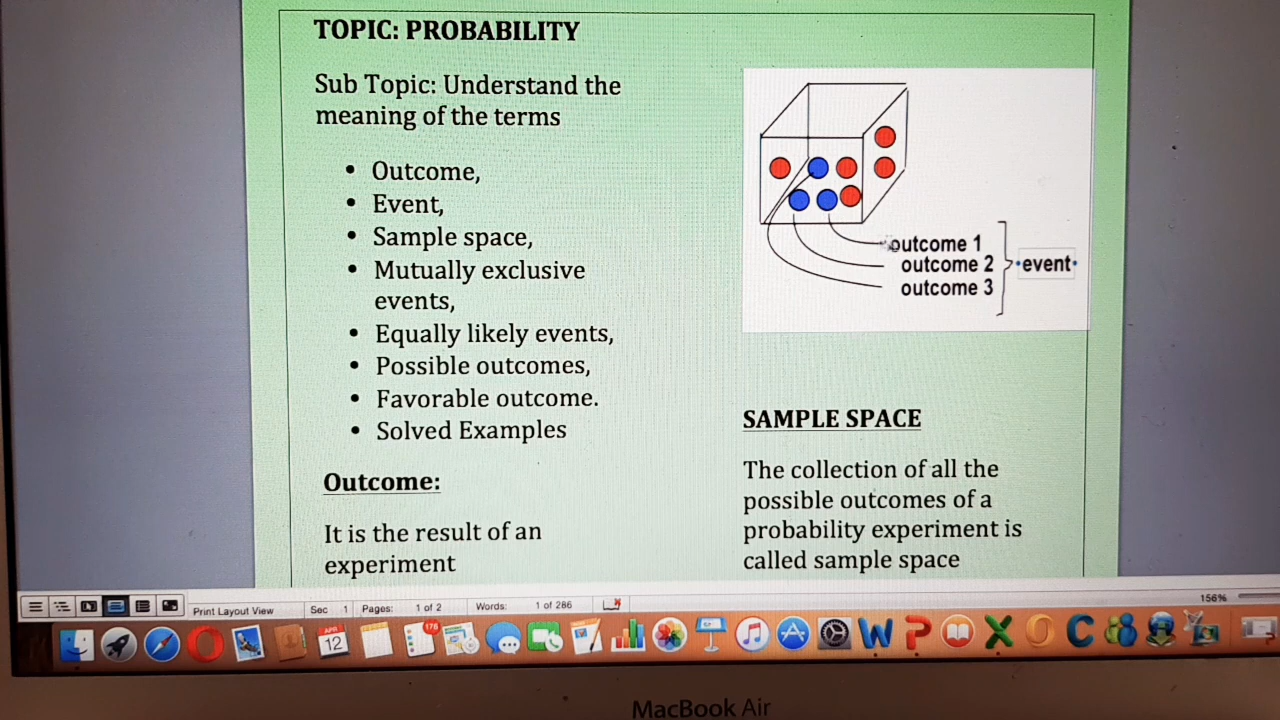 TOPIC: PROBABILITY
Sub Topic: Understand the
meaning of the terms
• Outcome,
• Event,
• Sample space,
• Mutually exclusive
events,
• Equally likely events,
• Possible outcomes,
• Favorable outcome.
• Solved Examples
Outcome:
It is the result of an
experiment
outcome 1
outcome 2
outcome 3
event
SAMPLE SPACE
The collection of all the
possible outcomes of a
probability experiment is
called sample space
Print Layout View
Sec 1
Pages: 1 of 2
Words: 1 of 286
156%
APR
12
176
MacBook Air